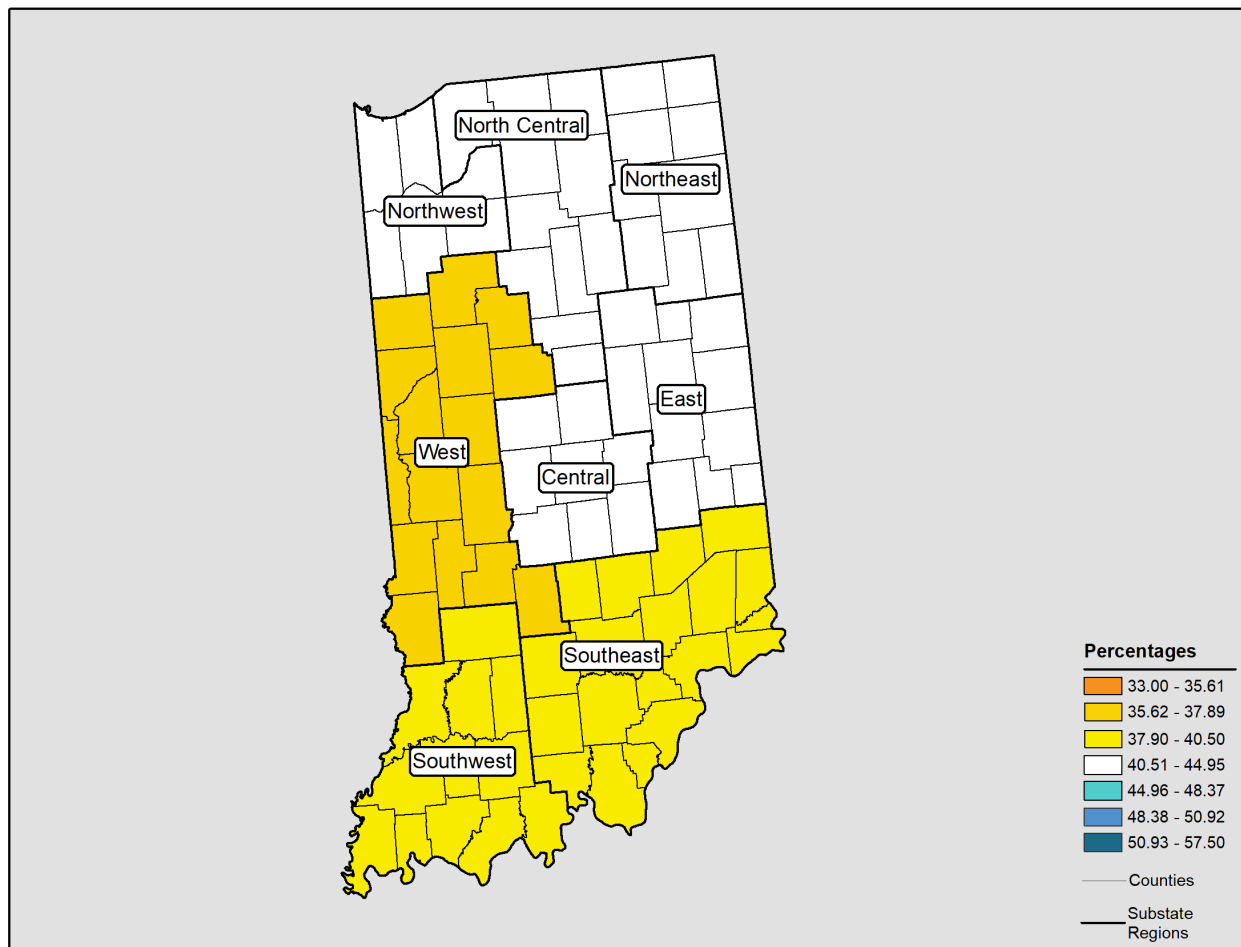 North Central
Northeast
Northwest
East
West
Central
Southeast
Southwest
Percentages
33.00 - 35.61
35.62 - 37.89
37.90 - 40.50
40.51 - 44.95
44.96 - 48.37
48.38 - 50.92
50.93 - 57.50
Counties
Substate
Regions